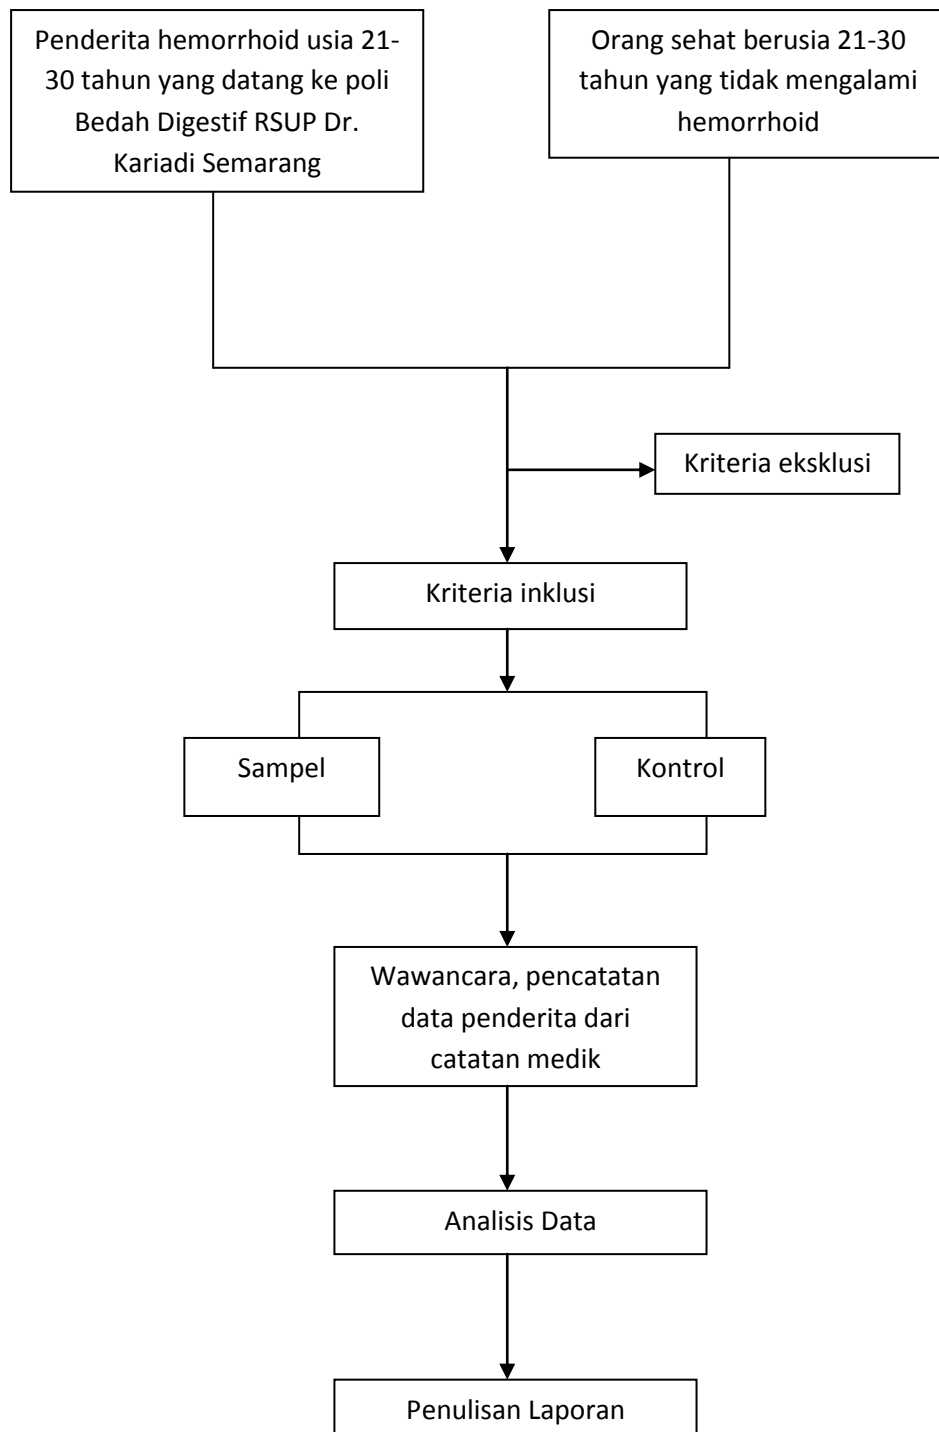 Penderita hemorrhoid usia 21-
30 tahun yang datang ke poli
Bedah Digestif RSUP Dr.
Kariadi Semarang
Orang sehat berusia 21-30
tahun yang tidak mengalami
hemorrhoid
Kriteria eksklusi
Kriteria inklusi
Sampel
Kontrol
Wawancara, pencatatan
data penderita dari
catatan medik
Analisis Data
Penulisan Laporan